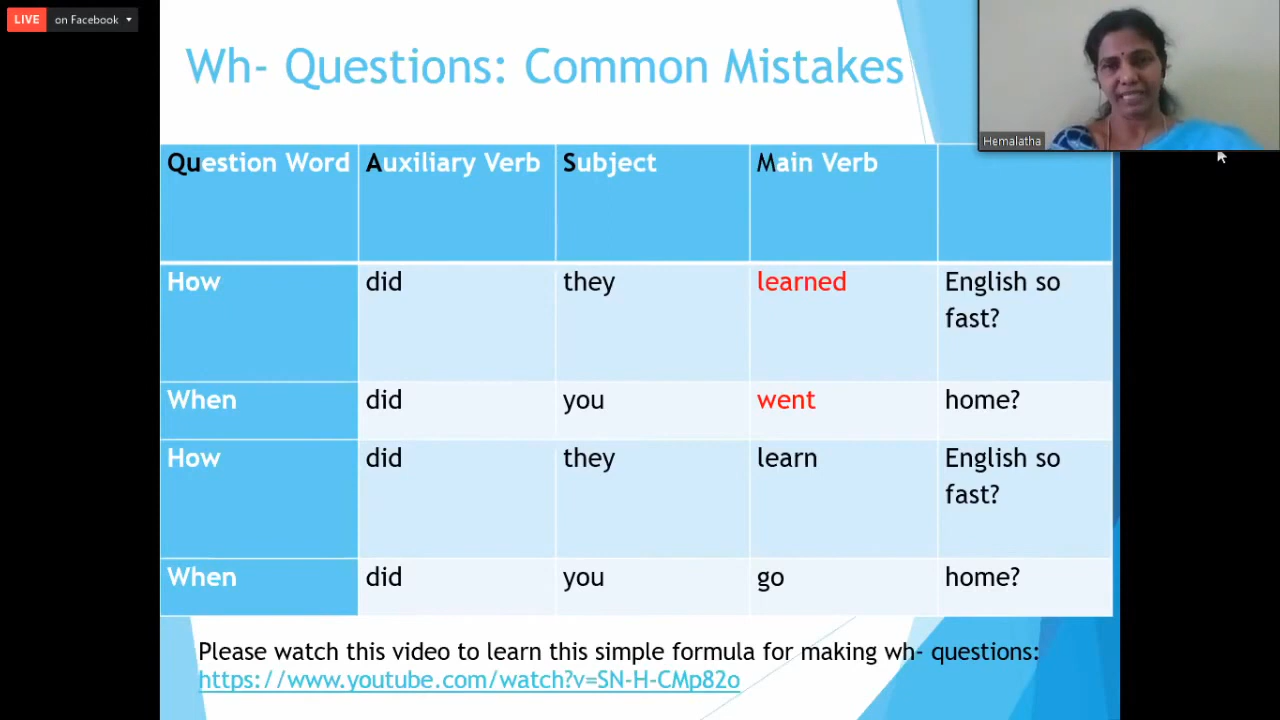 LIVE on Facebook
Wh- Questions: Common Mistakes
Hemalatha
Question Word Auxiliary Verb Subject Main Verb
How did they learned English so
fast?
When did you went home?
How did they learn English so
fast?
When did you go home?
Please watch this video to learn this simple formula for making wh- questions:
https://www.youtube.com/watch?v=SN-H-CMp82o